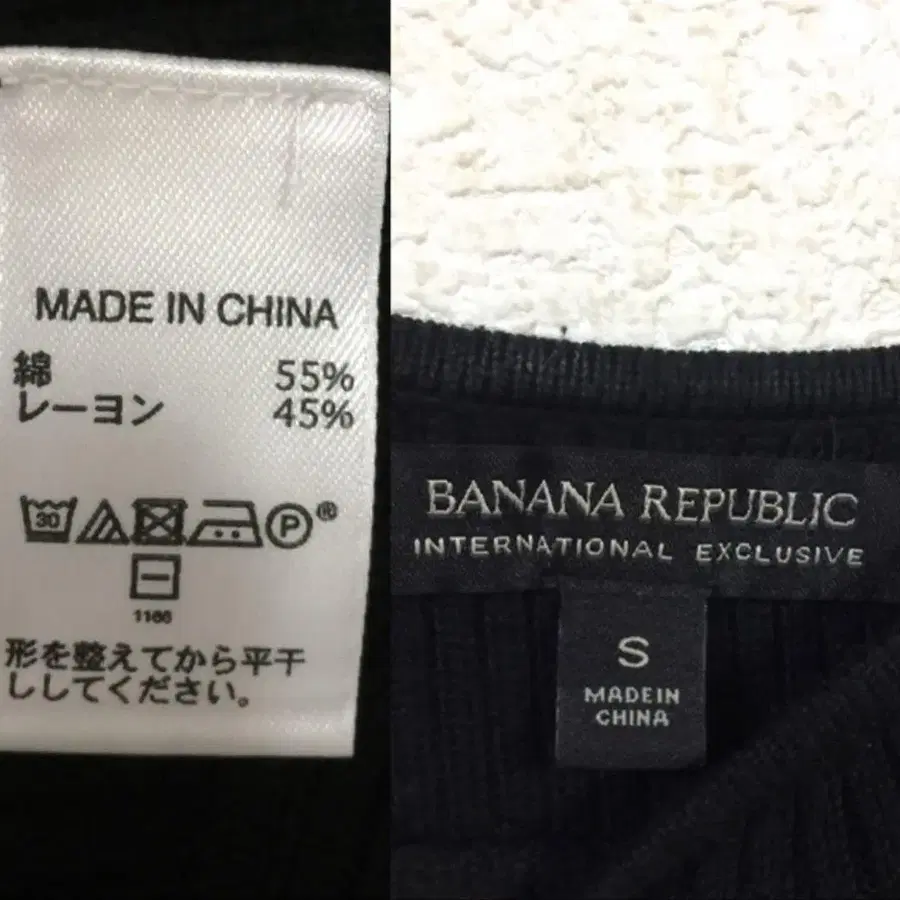 MADE IN CHINA
綿 55%
レーヨン 45%
30 P ®
1166
形を整えてから平干
ししてください。
BANANA REPUBLIC
INTERNATIONAL EXCLUSIVE
S
MADE IN
CHINA